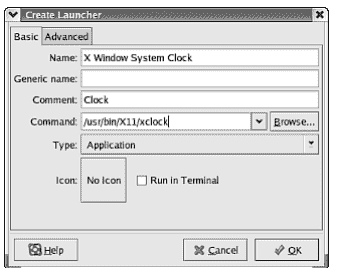 Create Launcher
Basic Advanced
Name: X Window System Clock
Generic name:
Comment: Clock
Command: /usr/bin/X11/xclock Browse...
Type: Application
Icon: No Icon Run in Terminal
Help Cancel OK